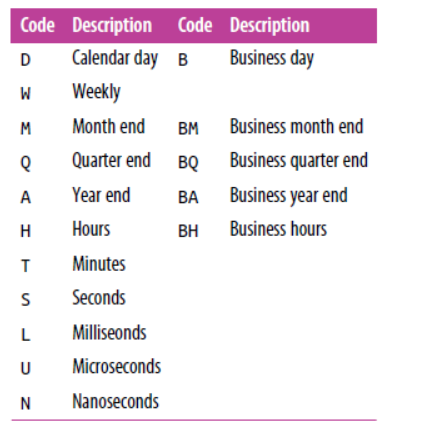 Code Description Code Description
D Calendar day B Business day
W Weekly
M Month end BM Business month end
Q Quarter end BQ Business quarter end
A Year end BA Business year end
H Hours BH Business hours
T Minutes
S Seconds
L Milliseonds
U Microseconds
N Nanoseconds